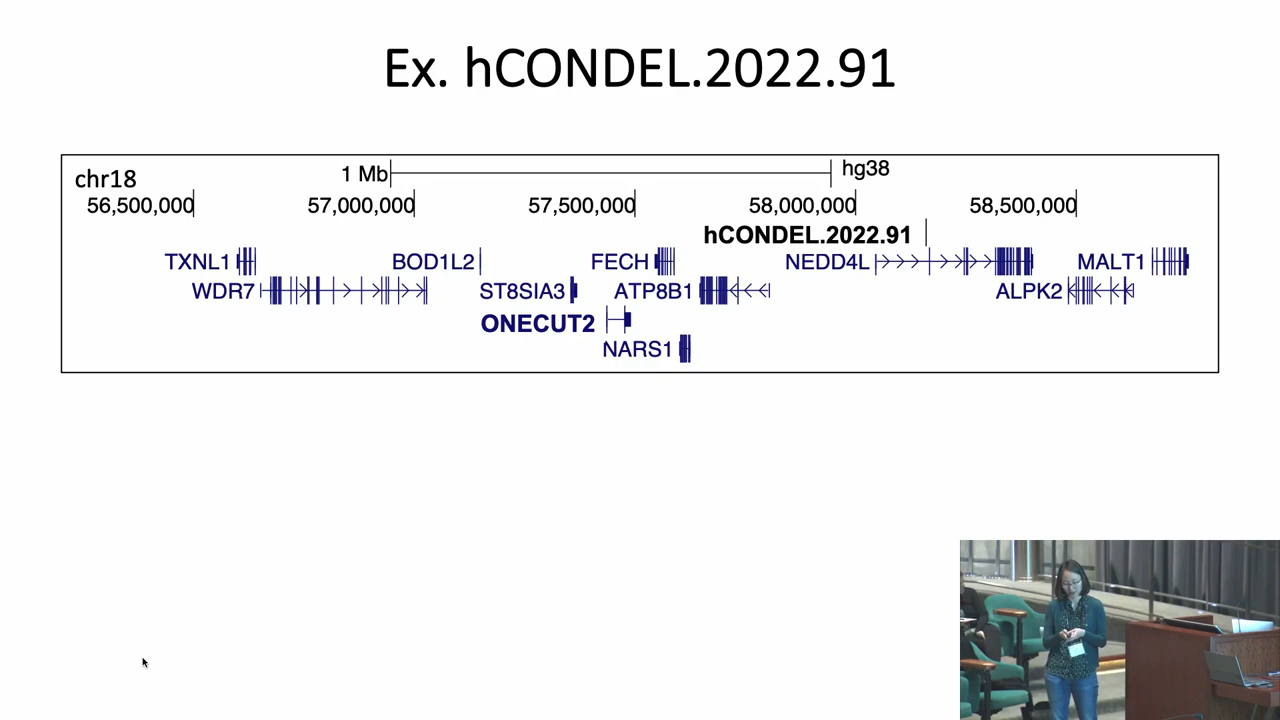 Ex. hCONDEL.2022.91
chr18 1 Mb hg38
56,500,000 57,000,000 57,500,000 58,000,000 58,500,000
hCONDEL.2022.91
TXNL1 BOD1L2 FECH NEDD4L MALT1
WDR7 ST8SIA3 ATP8B1 ALPK2
ONECUT2
NARS1